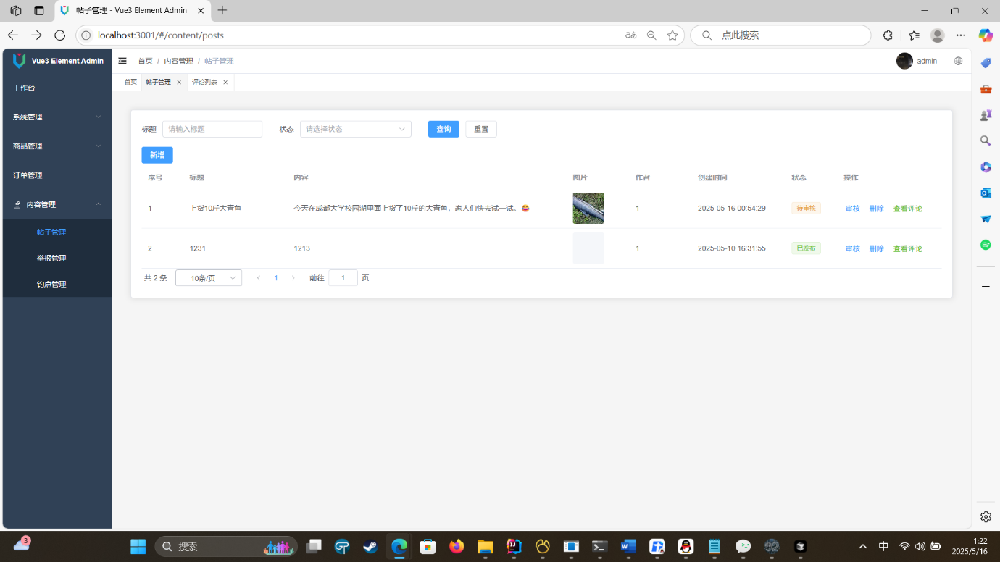 帖子管理 - Vue3 Element Admin
localhost:3001/#/content/posts
点此搜索
Vue3 Element Admin
首页 / 内容管理 / 帖子管理
admin
首页
帖子管理
评论列表
工作台
系统管理
商品管理
订单管理
内容管理
帖子管理
举报管理
钓点管理
标题 请输入标题 状态 请选择状态 查询 重置
新增
序号 标题 内容 图片 作者 创建时间 状态 操作
1 上货10斤大青鱼 今天在成都大学校园湖里面上货了10斤的大青鱼，家人们快去试一试。😂 1 2025-05-16 00:54:29 待审核 审核 删除 查看评论
2 1231 1213 1 2025-05-10 16:31:55 已发布 审核 删除 查看评论
共 2 条 10条/页 1 前往 1 页
3
搜索
中
1:22
2025/5/16